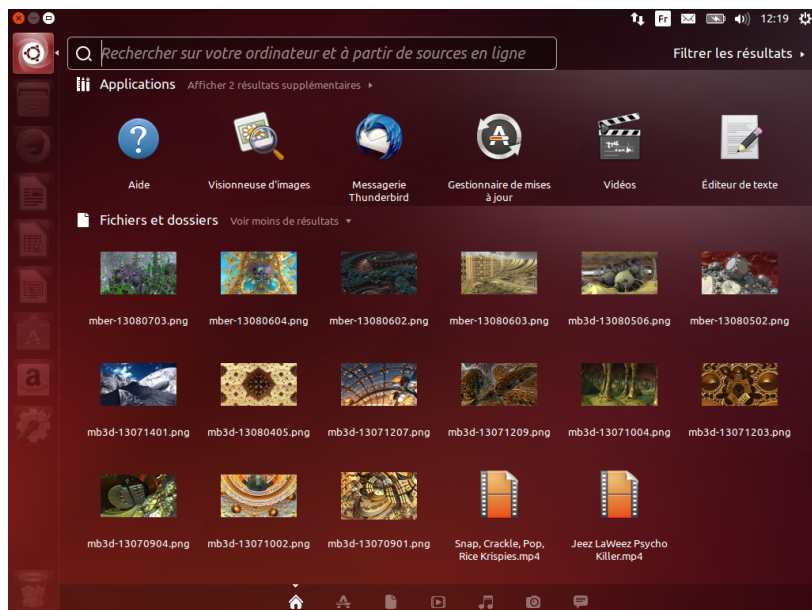 Fr 12:19
Rechercher sur votre ordinateur et à partir de sources en ligne
Filtrer les résultats
Applications Afficher 2 résultats supplémentaires
Aide
Visionneuse d'images
Messagerie
Thunderbird
Gestionnaire de mises
à jour
Vidéos
Éditeur de texte
Fichiers et dossiers Voir moins de résultats
mber-13080703.png
mber-13080604.png
mber-13080602.png
mber-13080603.png
mb3d-13080506.png
mber-13080502.png
mb3d-13071401.png
mb3d-13080405.png
mb3d-13071207.png
mb3d-13071209.png
mb3d-13071004.png
mb3d-13071203.png
mb3d-13070904.png
mb3d-13071002.png
mb3d-13070901.png
Snap, Crackle, Pop,
Rice Krispies.mp4
Jeez LaWeez Psycho
Killer.mp4
a